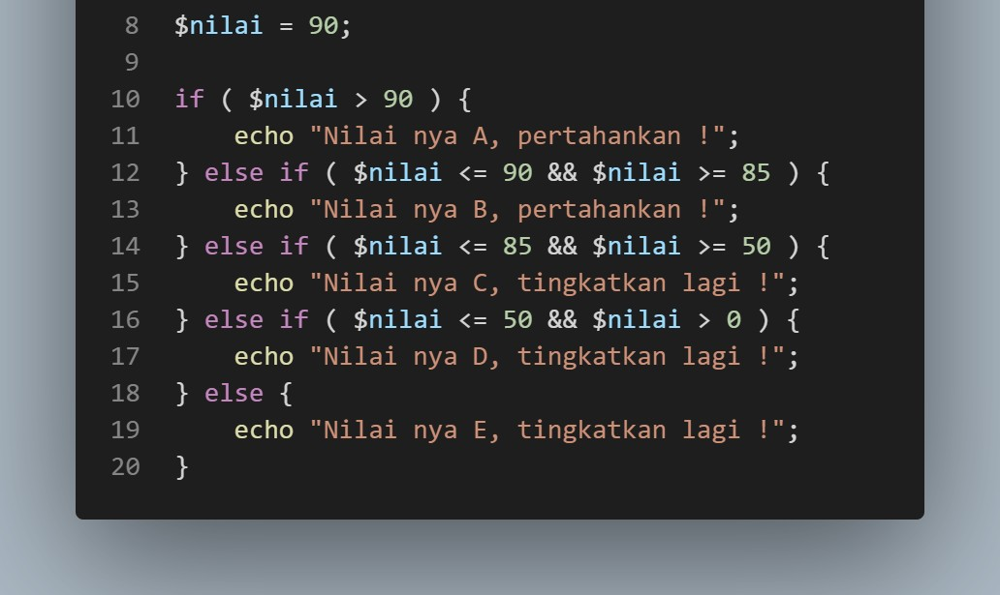 8 $nilai = 90;
9
10 if ( $nilai > 90 ) {
11     echo "Nilai nya A, pertahankan !";
12 } else if ( $nilai <= 90 && $nilai >= 85 ) {
13     echo "Nilai nya B, pertahankan !";
14 } else if ( $nilai <= 85 && $nilai >= 50 ) {
15     echo "Nilai nya C, tingkatkan lagi !";
16 } else if ( $nilai <= 50 && $nilai > 0 ) {
17     echo "Nilai nya D, tingkatkan lagi !";
18 } else {
19     echo "Nilai nya E, tingkatkan lagi !";
20 }